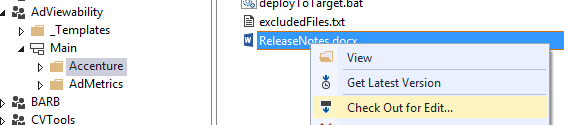 AdViewability
_Templates
Main
Accenture
AdMetrics
BARB
CVTools
deployToTarget.bat
excludedFiles.txt
ReleaseNotes.docx
View
Get Latest Version
Check Out for Edit...